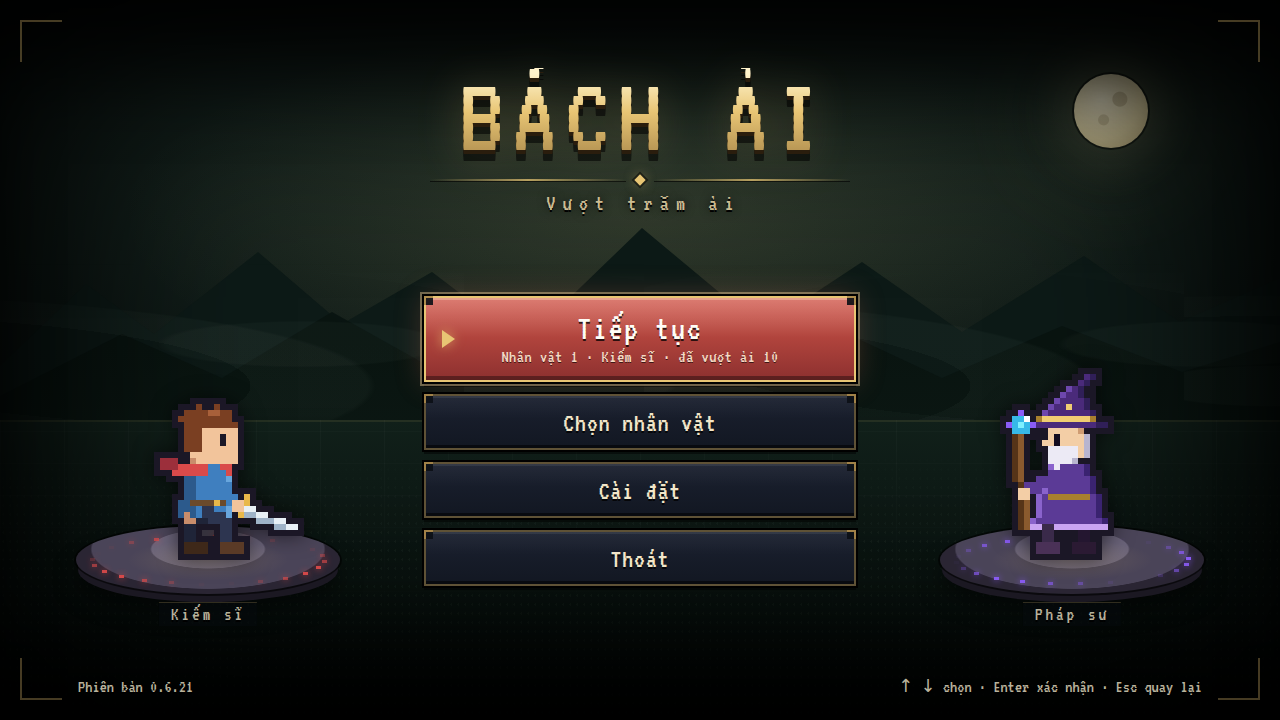 BÁCH ẢI
Vượt trăm ải
Tiếp tục
Nhân vật 1 · Kiếm sĩ · đã vượt ải 10
Chọn nhân vật
Cài đặt
Thoát
Kiếm sĩ
Pháp sư
Phiên bản 0.6.21
↑ ↓ chọn · Enter xác nhận · Esc quay lại